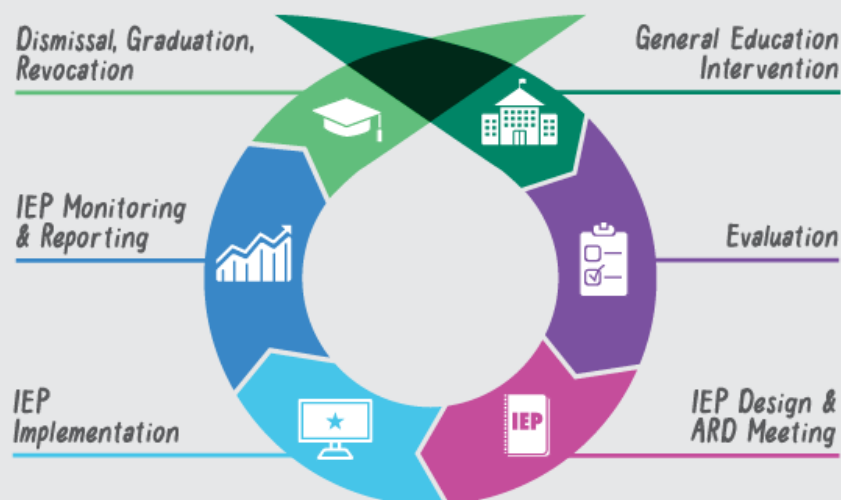 Dismissal, Graduation,
Revocation
General Education
Intervention
IEP Monitoring
& Reporting
Evaluation
IEP
Implementation
IEP
IEP Design &
ARD Meeting